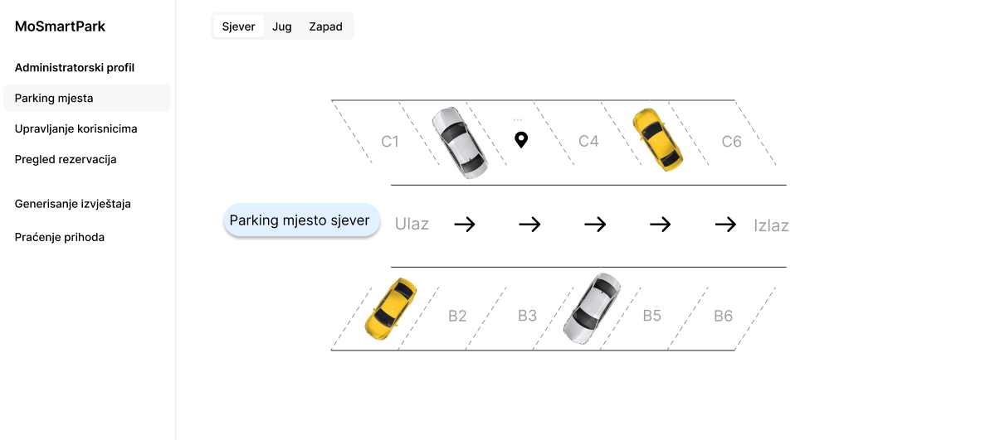 MoSmartPark
Administratorski profil
Parking mjesta
Upravljanje korisnicima
Pregled rezervacija
Generisanje izvještaja
Praćenje prihoda
Sjever Jug Zapad
C1 C4 C6
Parking mjesto sjever Ulaz Izlaz
B2 B3 B5 B6